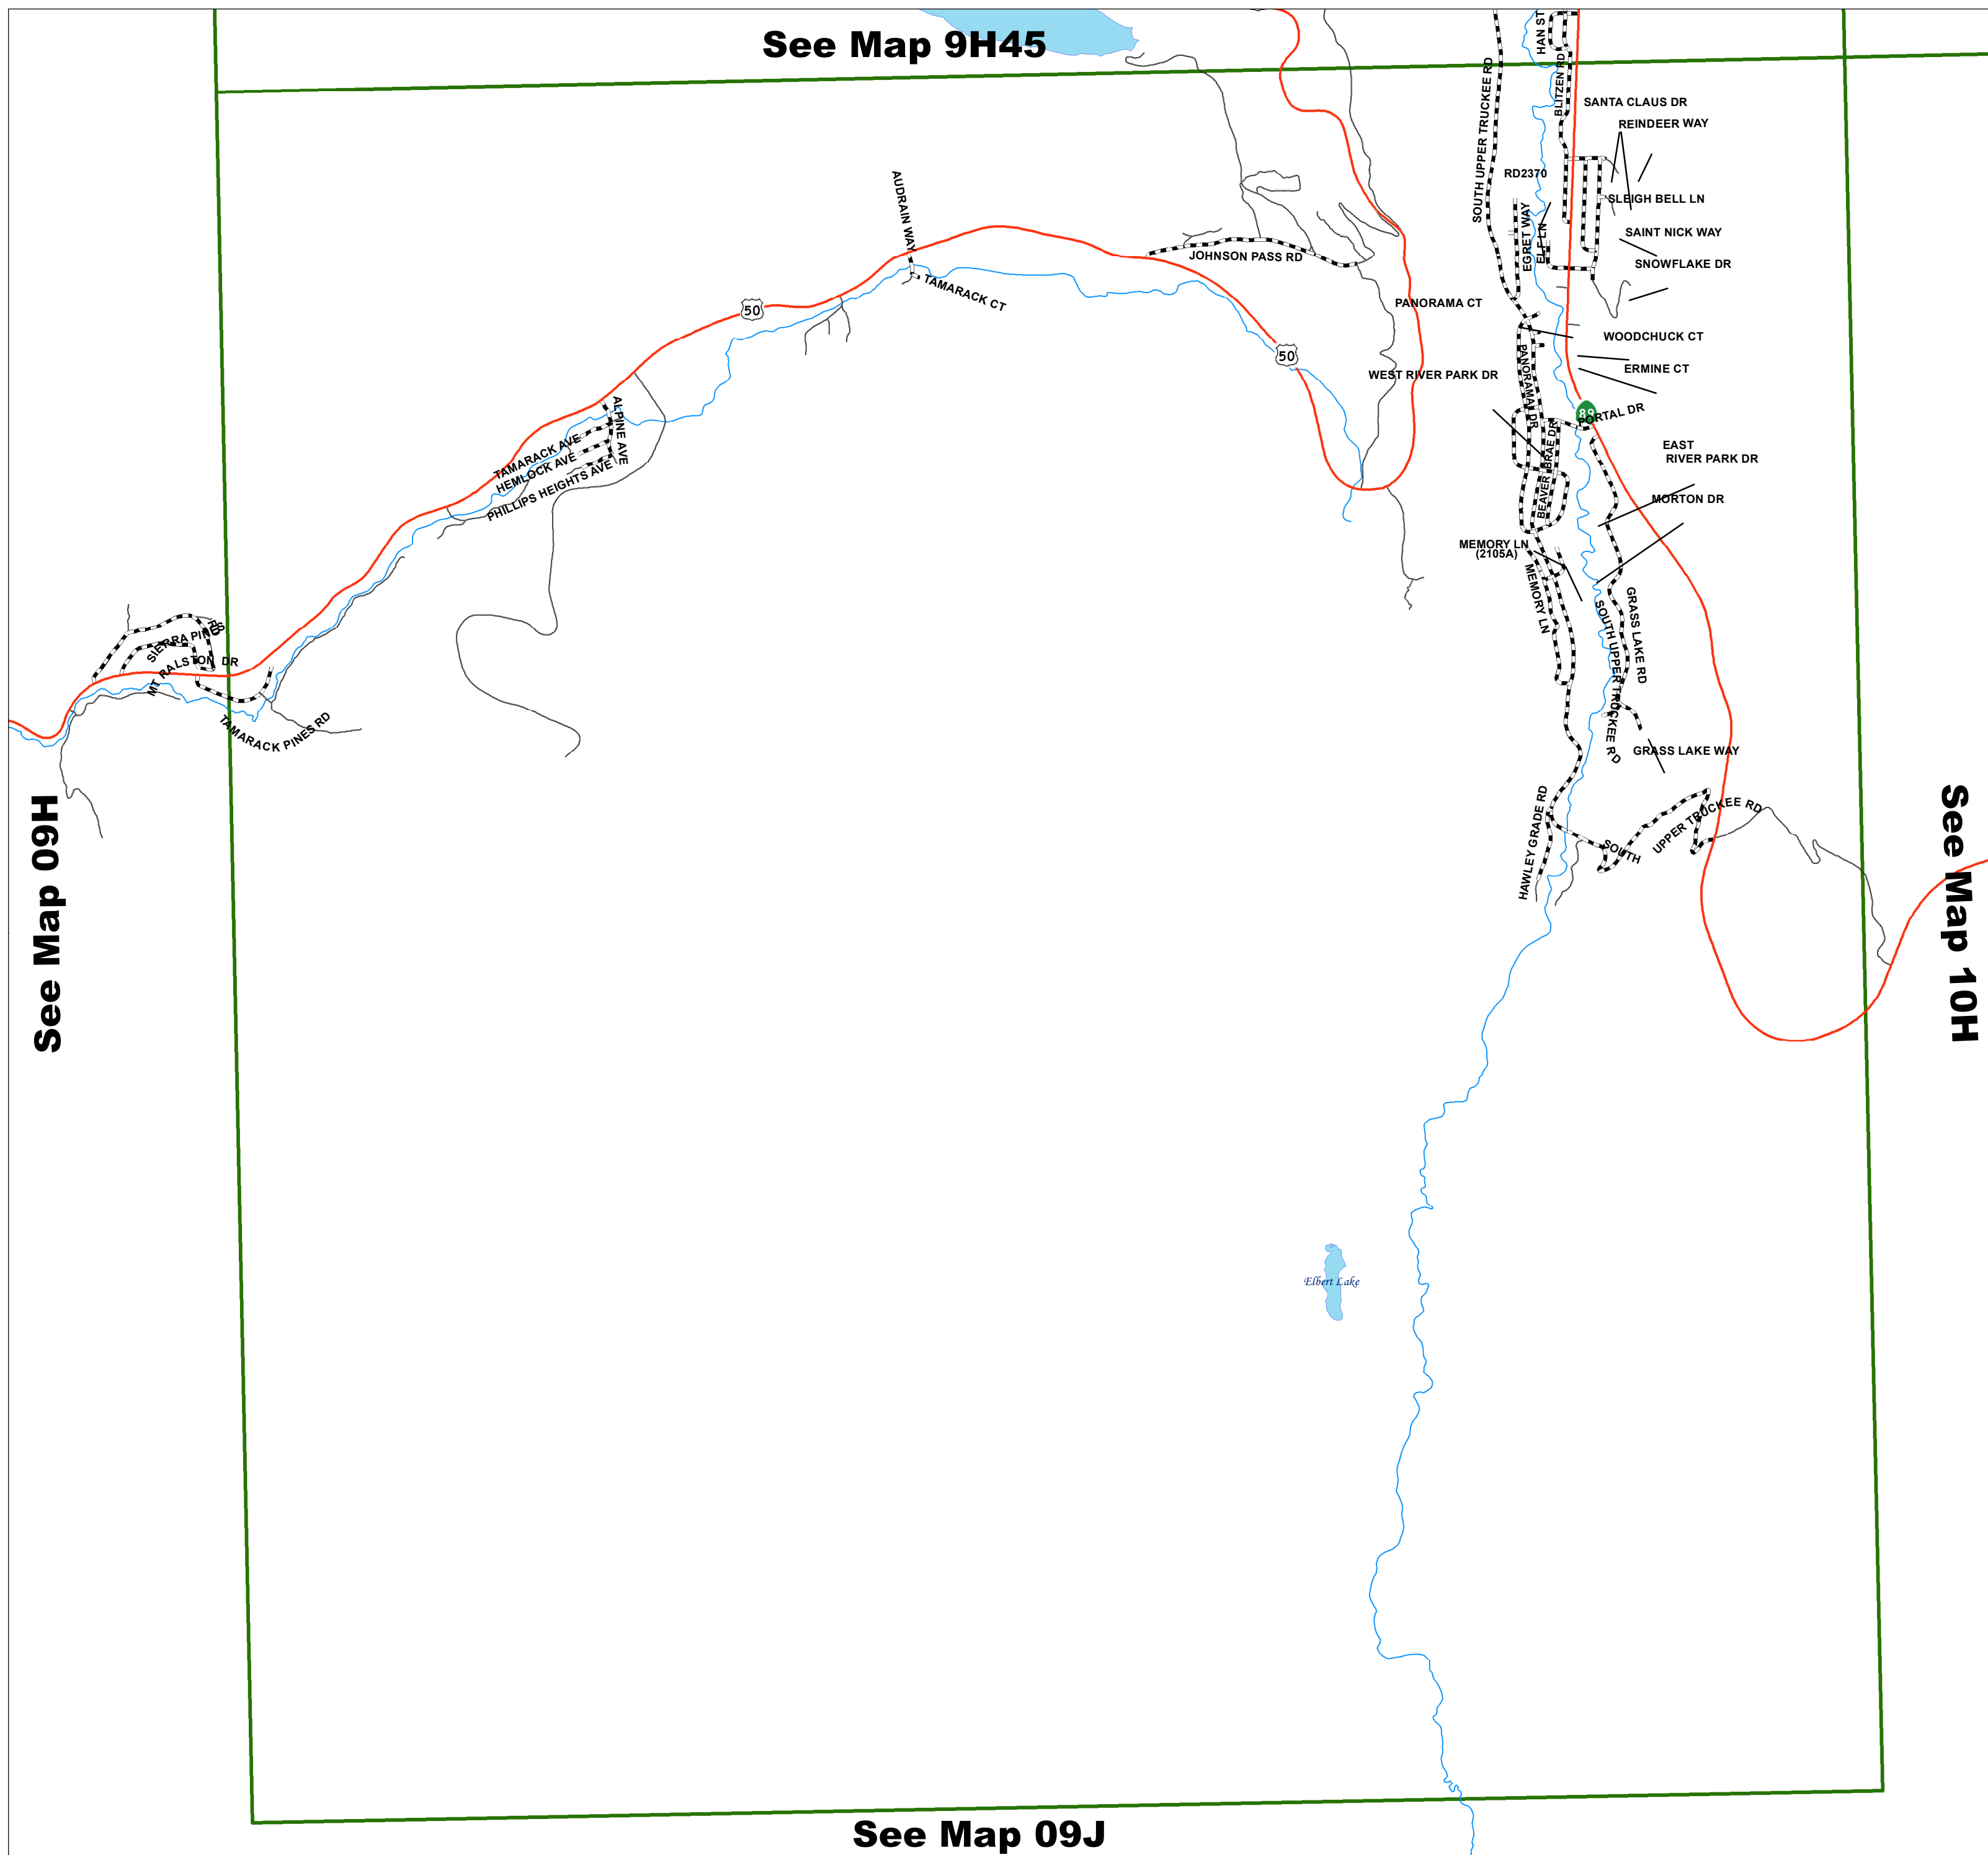 See Map 9H45
HAN ST
SOUTH UPPER TRUCKEE RD
BLITZEN RD
SANTA CLAUS DR
REINDEER WAY
RD2370
SLEIGH BELL LN
EGRET WAY
ELF LN
SAINT NICK WAY
SNOWFLAKE DR
AUDRAIN WAY
JOHNSON PASS RD
TAMARACK CT
50
50
PANORAMA CT
WOODCHUCK CT
WEST RIVER PARK DR
PANORAMA DR
ERMINE CT
89
PORTAL DR
ALPINE AVE
TAMARACK AVE
HEMLOCK AVE
PHILLIPS HEIGHTS AVE
BEAVER BRAE DR
EAST
RIVER PARK DR
MORTON DR
MEMORY LN
(2105A)
MEMORY LN
SOUTH UPPER TRUCKEE RD
GRASS LAKE RD
SIERRA PINES
RD
MT RALSTON DR
TAMARACK PINES RD
GRASS LAKE WAY
HAWLEY GRADE RD
SOUTH
UPPER TRUCKEE RD
See Map 09H
See Map 10H
Elbert Lake
See Map 09J